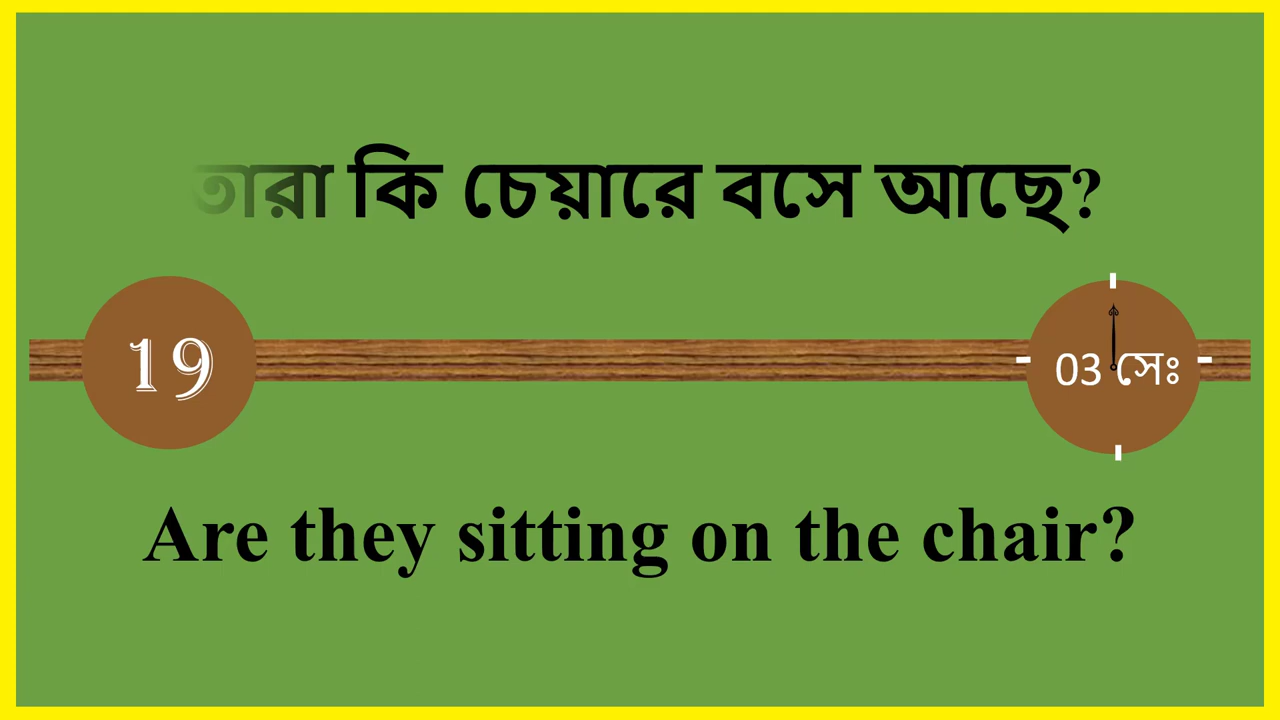 তারা কি চেয়ারে বসে আছে?
19
03 সেঃ
Are they sitting on the chair?